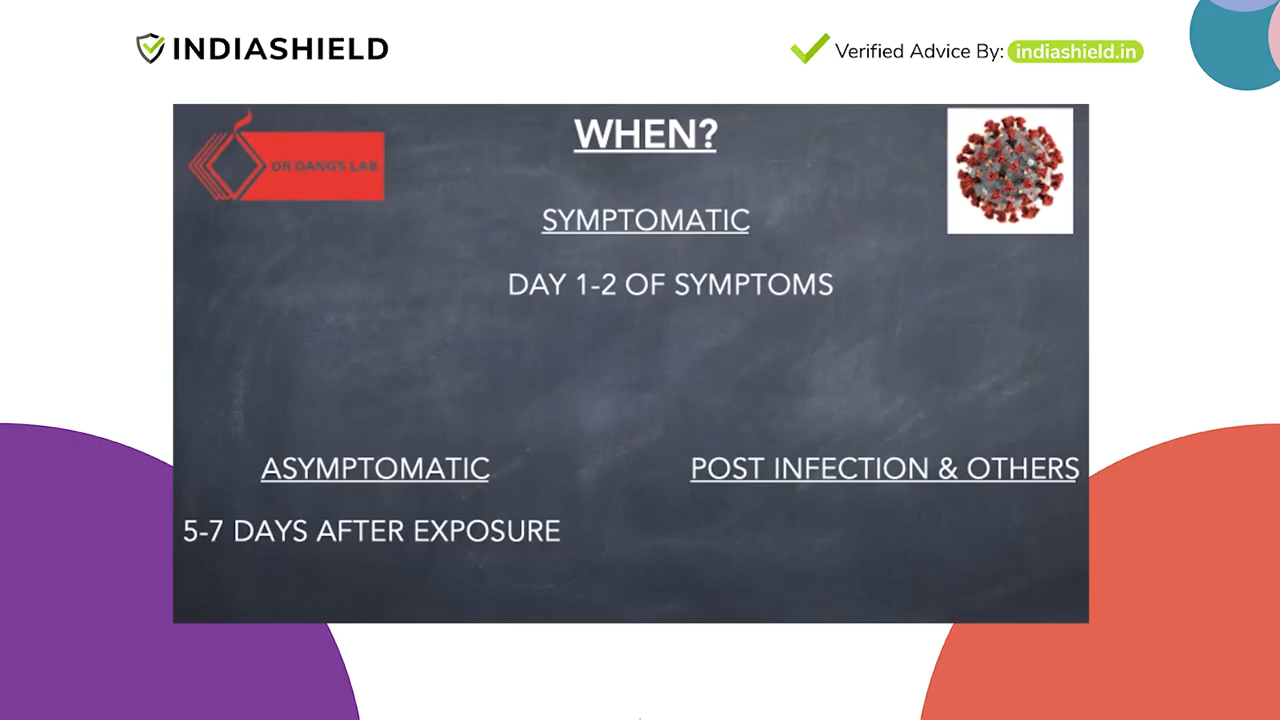 INDIASHIELD
Verified Advice By: indiashield.in
DR DANGS LAB
WHEN?
SYMPTOMATIC
DAY 1-2 OF SYMPTOMS
ASYMPTOMATIC
5-7 DAYS AFTER EXPOSURE
POST INFECTION & OTHERS